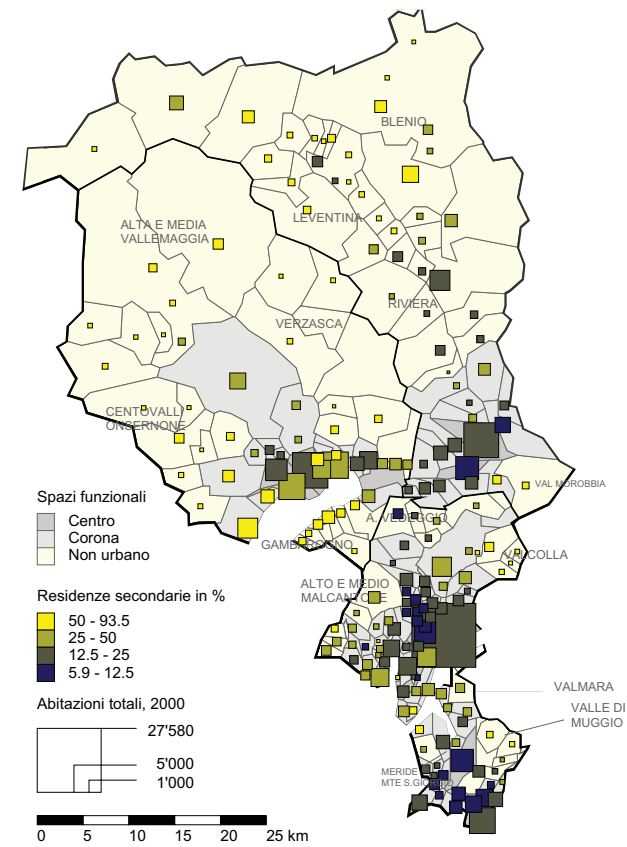 BLENIO
LEVENTINA
ALTA E MEDIA
VALLEMAGGIA
RIVIERA
VERZASCA
CENTOVALLI
ONSERNONE
VAL MOROBBIA
Spazi funzionali
Centro
Corona
Non urbano
A. VEDEGGIO
GAMBAROGNO
VALCOLLA
ALTO E MEDIO
MALCANTONE
Residenze secondarie in %
50 - 93.5
25 - 50
12.5 - 25
5.9 - 12.5
VALMARA
Abitazioni totali, 2000
VALLE DI
MUGGIO
27'580
5'000
1'000
MERIDE
MTE S.GIORGIO
0 5 10 15 20 25 km